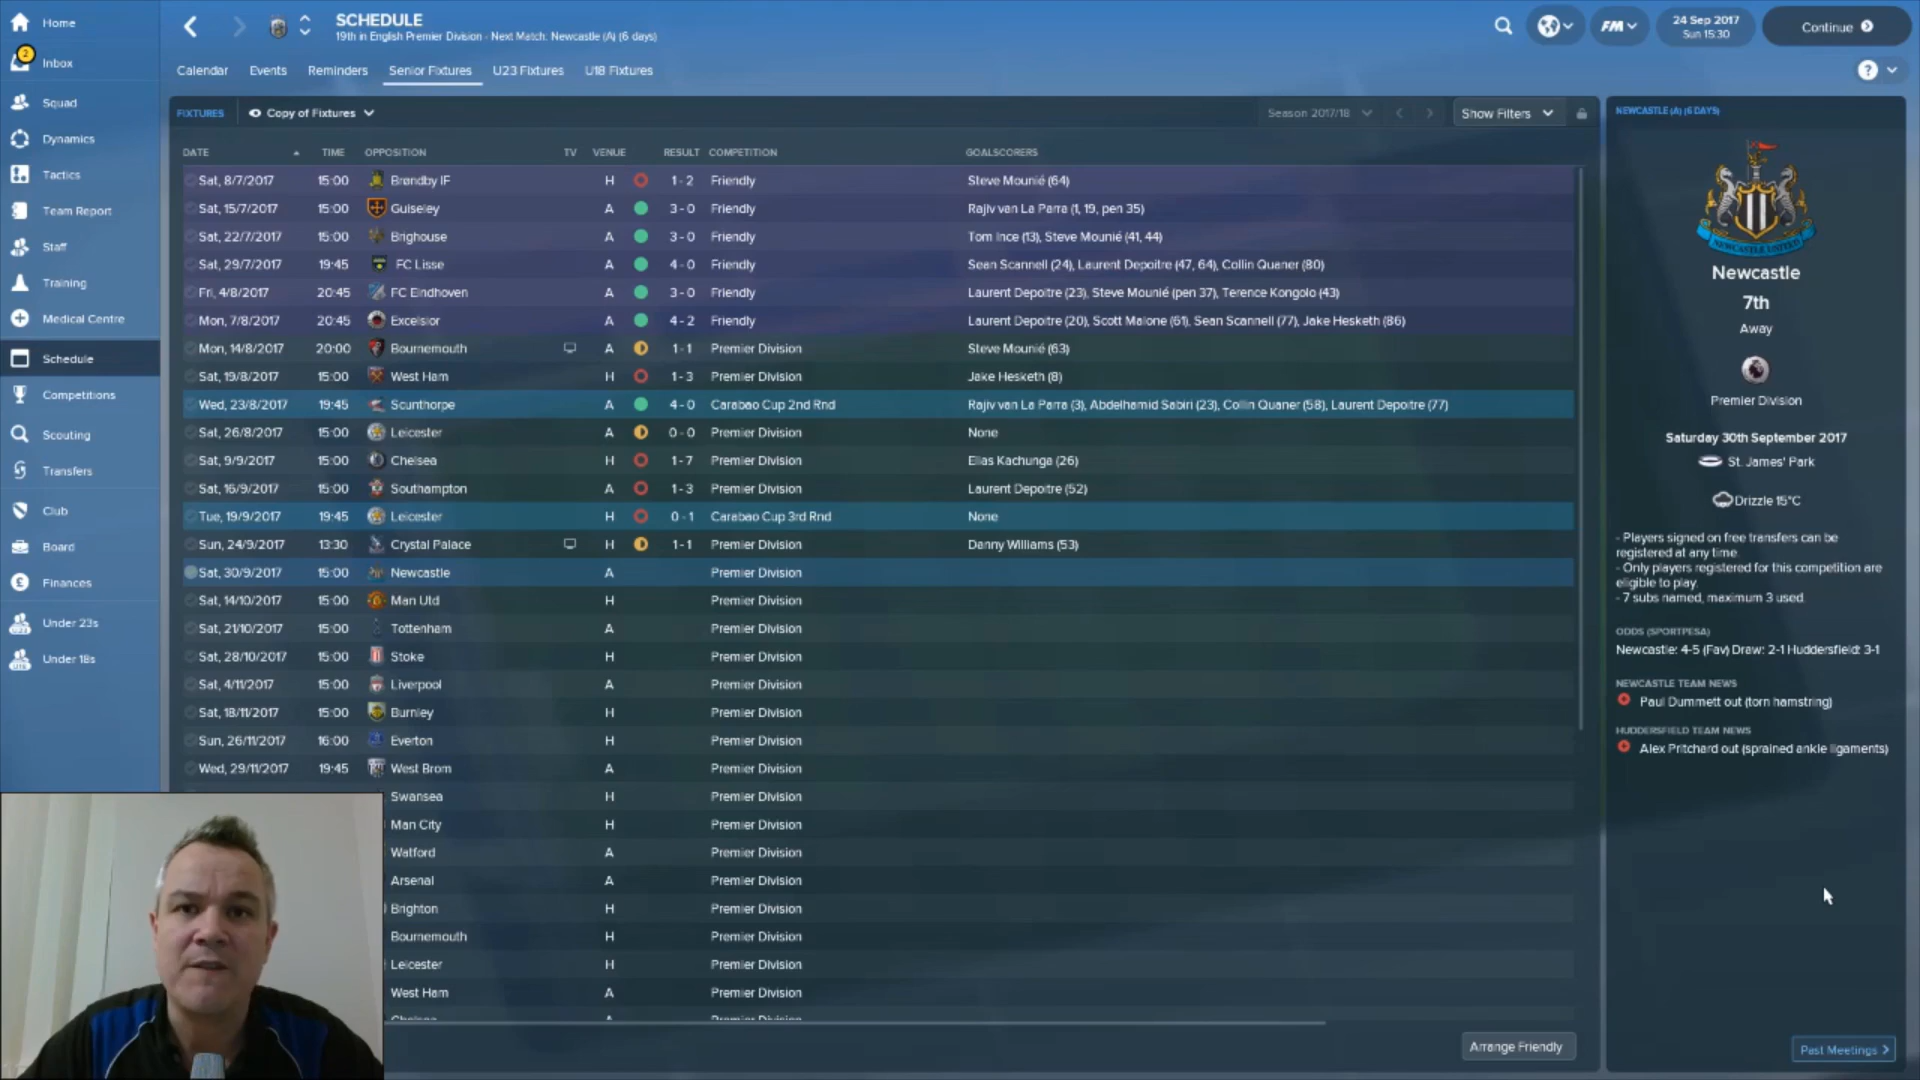 Home
2
Inbox
Squad
Dynamics
Tactics
Team Report
Staff
Training
Medical Centre
Schedule
Competitions
Scouting
Transfers
Club
Board
Finances
Under 23s
Under 18s
SCHEDULE
19th in English Premier Division - Next Match: Newcastle (A) (6 days)
FM
24 Sep 2017
Sun 15:30
Continue
Calendar Events Reminders Senior Fixtures U23 Fixtures U18 Fixtures
?
FIXTURES Copy of Fixtures Season 2017/18 Show Filters
DATE TIME OPPOSITION TV VENUE RESULT COMPETITION GOALSCORERS
Sat, 8/7/2017 15:00 Brøndby IF H 1 - 2 Friendly Steve Mounié (64)
Sat, 15/7/2017 15:00 Guiseley A 3 - 0 Friendly Rajiv van La Parra (1, 19, pen 35)
Sat, 22/7/2017 15:00 Brighouse A 3 - 0 Friendly Tom Ince (13), Steve Mounié (41, 44)
Sat, 29/7/2017 19:45 FC Lisse A 4 - 0 Friendly Sean Scannell (24), Laurent Depoitre (47, 64), Collin Quaner (80)
Fri, 4/8/2017 20:45 FC Eindhoven A 3 - 0 Friendly Laurent Depoitre (23), Steve Mounié (pen 37), Terence Kongolo (43)
Mon, 7/8/2017 20:45 Excelsior A 4 - 2 Friendly Laurent Depoitre (20), Scott Malone (61), Sean Scannell (77), Jake Hesketh (86)
Mon, 14/8/2017 20:00 Bournemouth A 1 - 1 Premier Division Steve Mounié (63)
Sat, 19/8/2017 15:00 West Ham H 1 - 3 Premier Division Jake Hesketh (8)
Wed, 23/8/2017 19:45 Scunthorpe A 4 - 0 Carabao Cup 2nd Rnd Rajiv van La Parra (3), Abdelhamid Sabiri (23), Collin Quaner (58), Laurent Depoitre (77)
Sat, 26/8/2017 15:00 Leicester A 0 - 0 Premier Division None
Sat, 9/9/2017 15:00 Chelsea H 1 - 7 Premier Division Elias Kachunga (26)
Sat, 16/9/2017 15:00 Southampton A 1 - 3 Premier Division Laurent Depoitre (52)
Tue, 19/9/2017 19:45 Leicester H 0 - 1 Carabao Cup 3rd Rnd None
Sun, 24/9/2017 13:30 Crystal Palace H 1 - 1 Premier Division Danny Williams (53)
Sat, 30/9/2017 15:00 Newcastle A Premier Division
Sat, 14/10/2017 15:00 Man Utd H Premier Division
Sat, 21/10/2017 15:00 Tottenham A Premier Division
Sat, 28/10/2017 15:00 Stoke H Premier Division
Sat, 4/11/2017 15:00 Liverpool A Premier Division
Sat, 18/11/2017 15:00 Burnley H Premier Division
Sun, 26/11/2017 16:00 Everton H Premier Division
Wed, 29/11/2017 19:45 West Brom A Premier Division
Swansea H Premier Division
Man City H Premier Division
Watford A Premier Division
Arsenal A Premier Division
Brighton H Premier Division
Bournemouth H Premier Division
Leicester H Premier Division
West Ham A Premier Division
Chelsea A Premier Division
Arrange Friendly
NEWCASTLE (A) (6 DAYS)
NEWCASTLE UNITED
Newcastle
7th
Away
Premier Division
Saturday 30th September 2017
St. James' Park
Drizzle 15°C
- Players signed on free transfers can be
registered at any time.
- Only players registered for this competition are
eligible to play.
- 7 subs named, maximum 3 used
ODDS (SPORTPESA)
Newcastle: 4-5 (Fav) Draw: 2-1 Huddersfield: 3-1
NEWCASTLE TEAM NEWS
Paul Dummett out (torn hamstring)
HUDDERSFIELD TEAM NEWS
Alex Pritchard out (sprained ankle ligaments)
Past Meetings